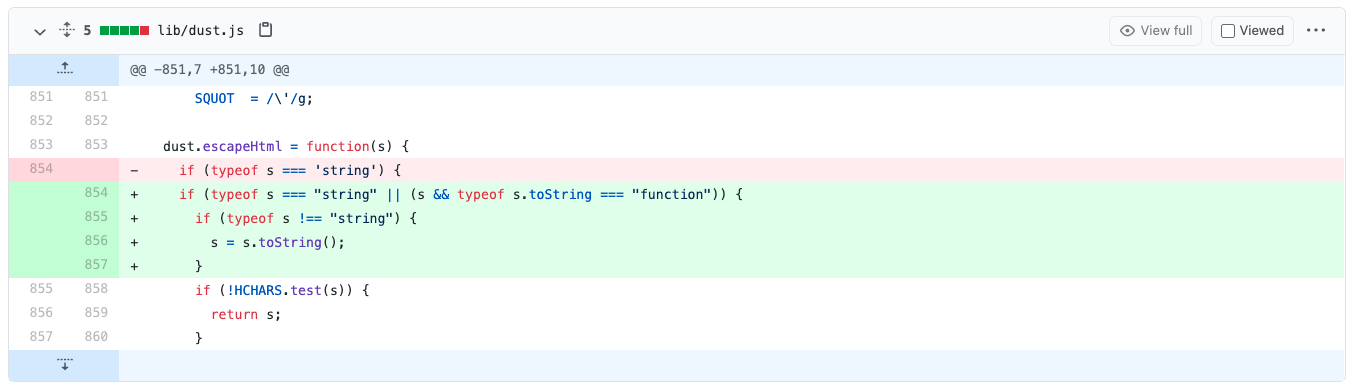 5 lib/dust.js View full Viewed
@@ -851,7 +851,10 @@
851 851 SQUOT  = /\'/g;
852 852
853 853 dust.escapeHtml = function(s) {
854 - if (typeof s === 'string') {
854 + if (typeof s === "string" || (s && typeof s.toString === "function")) {
855 + if (typeof s !== "string") {
856 + s = s.toString();
857 + }
855 858 if (!HCHARS.test(s)) {
856 859 return s;
857 860 }